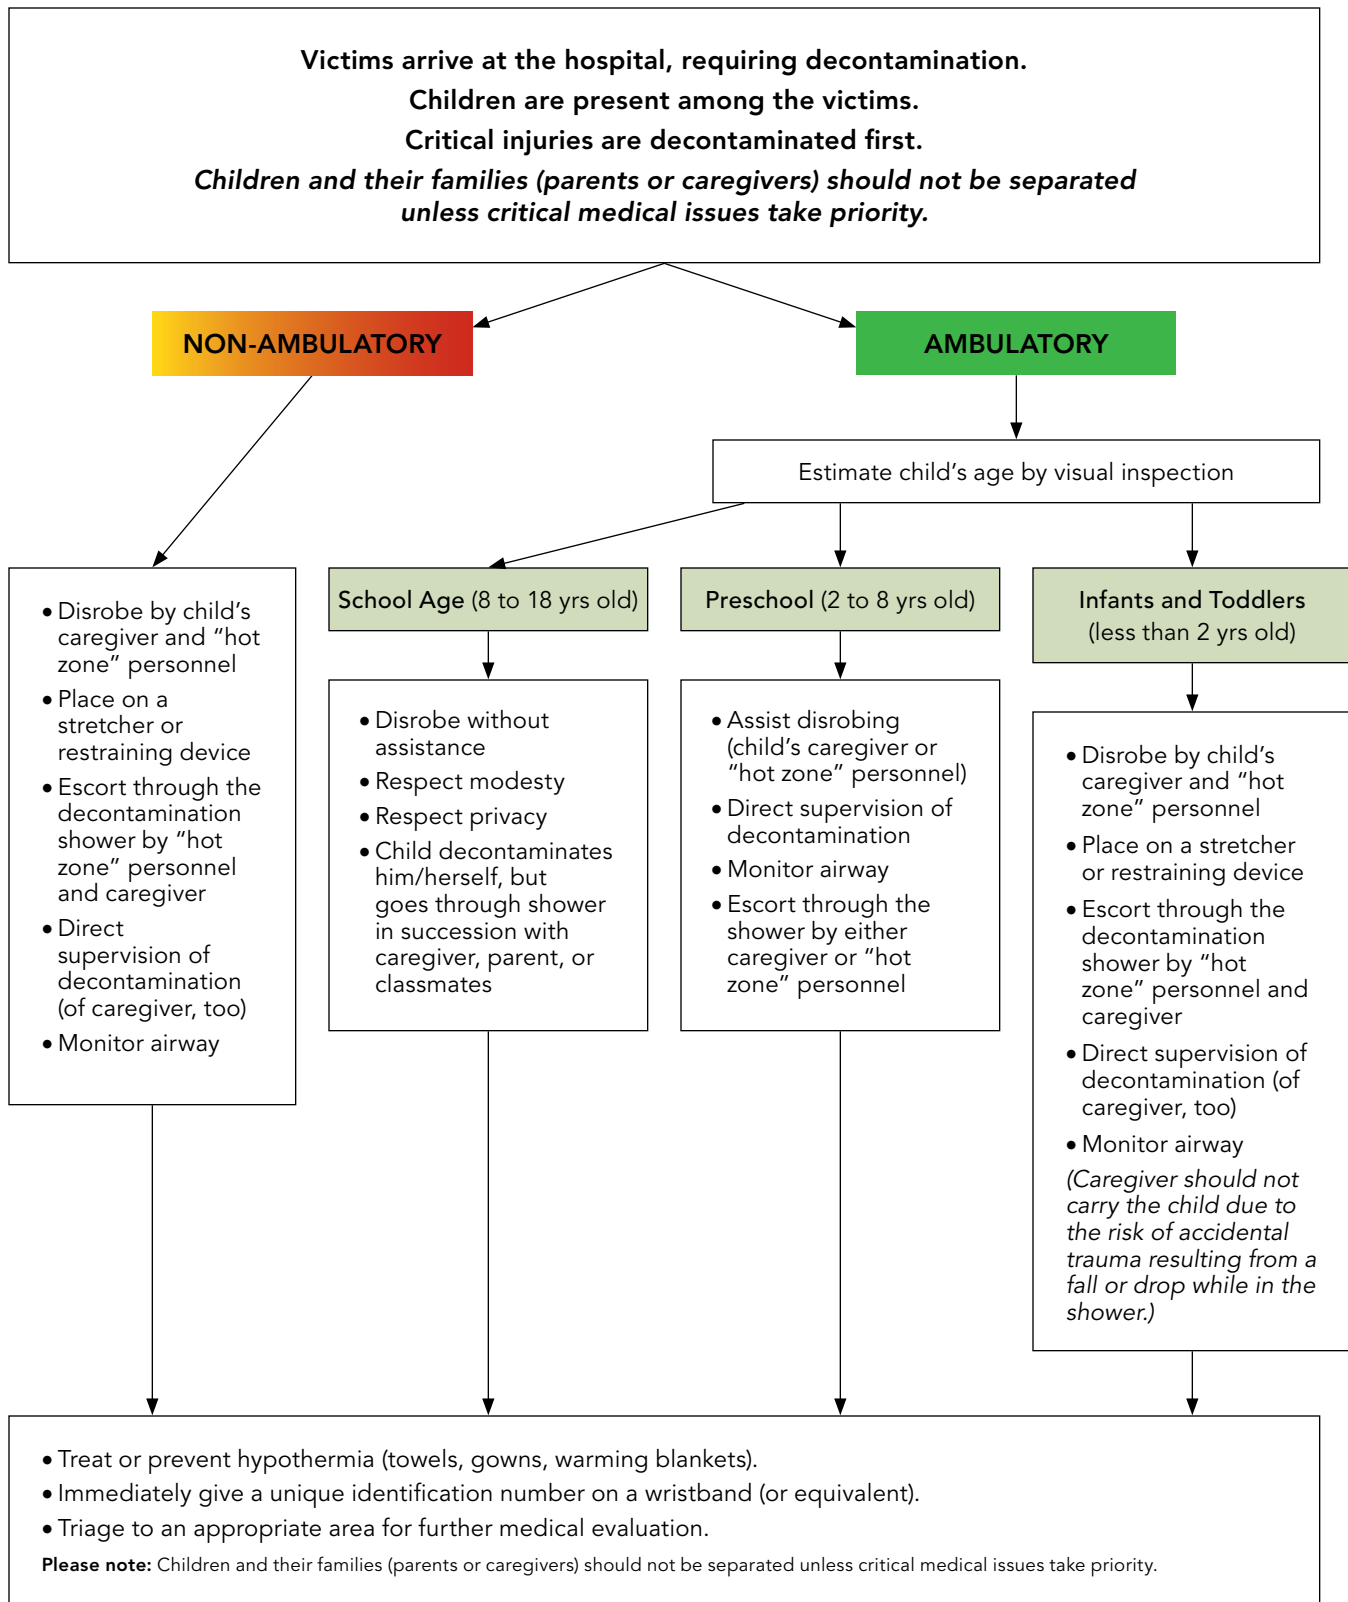 Victims arrive at the hospital, requiring decontamination.
Children are present among the victims.
Critical injuries are decontaminated first.
Children and their families (parents or caregivers) should not be separated
unless critical medical issues take priority.
NON-AMBULATORY
AMBULATORY
Estimate child’s age by visual inspection
• Disrobe by child’s
caregiver and “hot
zone” personnel
• Place on a
stretcher or
restraining device
• Escort through the
decontamination
shower by “hot
zone” personnel
and caregiver
• Direct
supervision of
decontamination
(of caregiver, too)
• Monitor airway
School Age (8 to 18 yrs old)
• Disrobe without
assistance
• Respect modesty
• Respect privacy
• Child decontaminates
him/herself, but
goes through shower
in succession with
caregiver, parent, or
classmates
Preschool (2 to 8 yrs old)
• Assist disrobing
(child’s caregiver or
“hot zone” personnel)
• Direct supervision of
decontamination
• Monitor airway
• Escort through the
shower by either
caregiver or “hot
zone” personnel
Infants and Toddlers
(less than 2 yrs old)
• Disrobe by child’s
caregiver and “hot
zone” personnel
• Place on a stretcher
or restraining device
• Escort through the
decontamination
shower by “hot
zone” personnel and
caregiver
• Direct supervision of
decontamination (of
caregiver, too)
• Monitor airway
(Caregiver should not
carry the child due to
the risk of accidental
trauma resulting from a
fall or drop while in the
shower.)
• Treat or prevent hypothermia (towels, gowns, warming blankets).
• Immediately give a unique identification number on a wristband (or equivalent).
• Triage to an appropriate area for further medical evaluation.
Please note: Children and their families (parents or caregivers) should not be separated unless critical medical issues take priority.